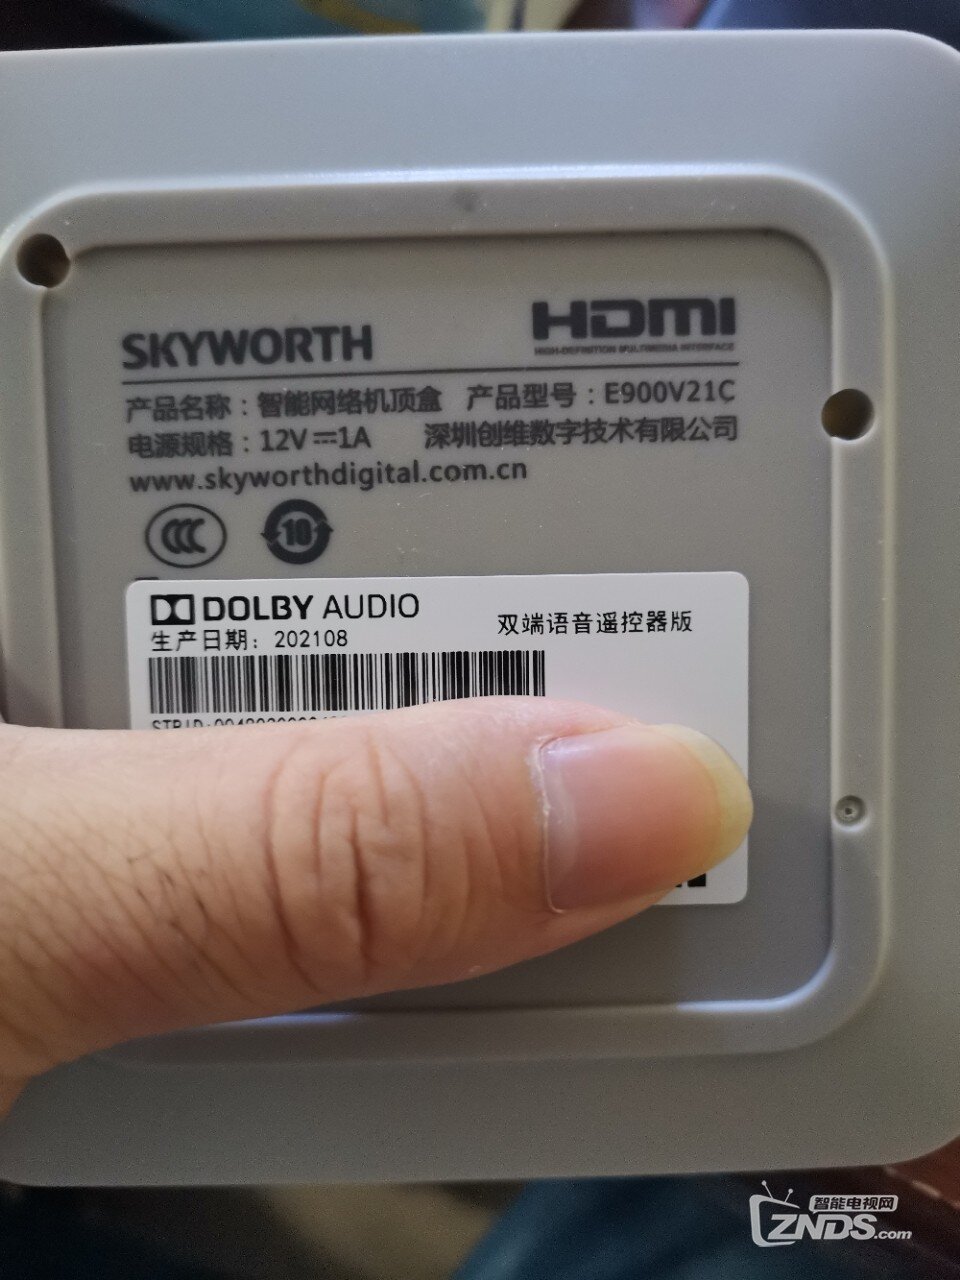 SKYWORTH
HDMI
HIGH-DEFINITION MULTIMEDIA INTERFACE
产品名称：智能网络机顶盒 产品型号：E900V21C
电源规格：12V⎓1A 深圳创维数字技术有限公司
www.skyworthdigital.com.cn
CCC
10
DOLBY AUDIO
双端语音遥控器版
生产日期：202108
智能电视网
ZNDS.com